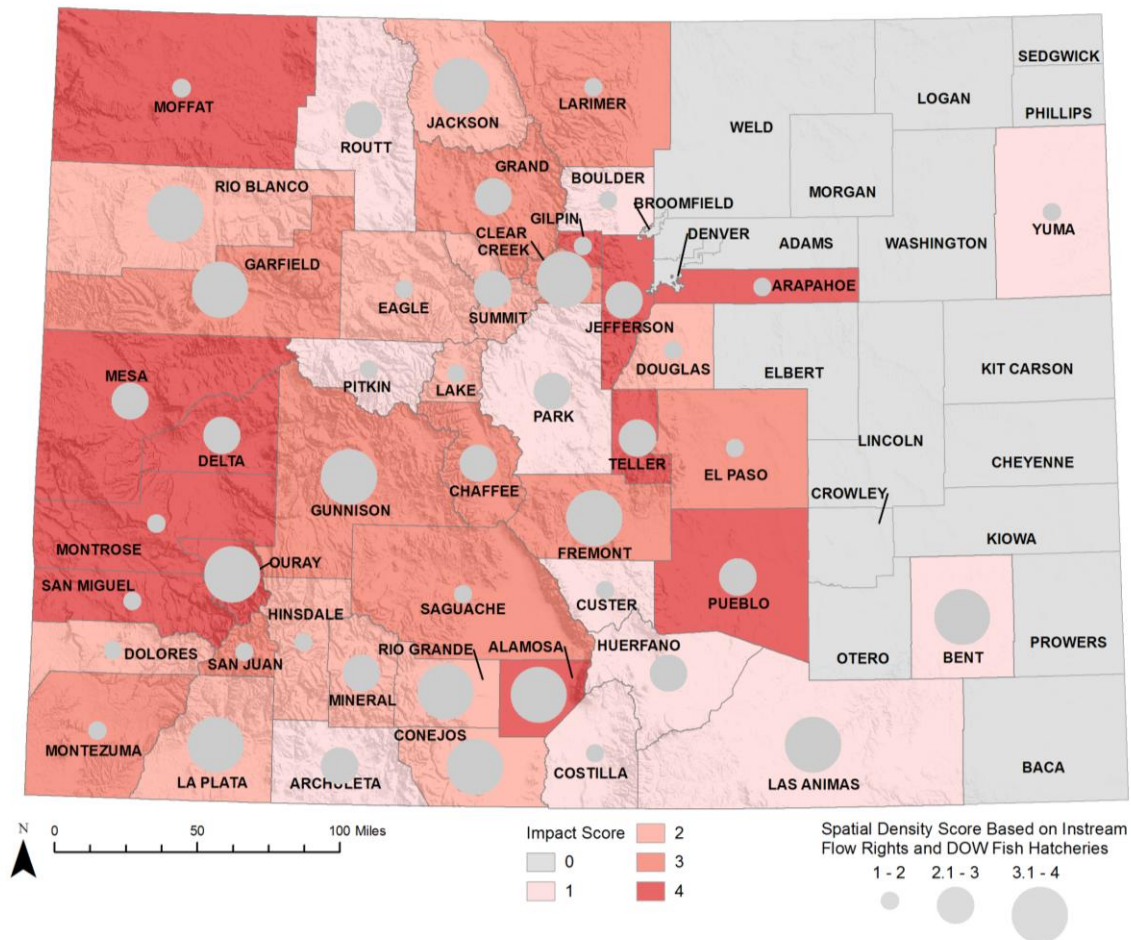 SEDGWICK
LOGAN
MOFFAT
LARIMER
PHILLIPS
JACKSON
WELD
ROUTT
GRAND
BOULDER
RIO BLANCO
MORGAN
BROOMFIELD
GILPIN
YUMA
CLEAR
CREEK
DENVER
ADAMS
WASHINGTON
GARFIELD
ARAPAHOE
EAGLE
SUMMIT
JEFFERSON
DOUGLAS
ELBERT
KIT CARSON
MESA
PITKIN
LAKE
PARK
LINCOLN
DELTA
TELLER
EL PASO
CHEYENNE
CHAFFEE
GUNNISON
CROWLEY
KIOWA
MONTROSE
FREMONT
OURAY
SAN MIGUEL
HINSDALE
SAGUACHE
CUSTER
PUEBLO
DOLORES
SAN JUAN
RIO GRANDE
ALAMOSA
HUERFANO
OTERO
BENT
PROWERS
MINERAL
MONTEZUMA
CONEJOS
LA PLATA
ARCHULETA
COSTILLA
LAS ANIMAS
BACA
N
0 50 100 Miles
Impact Score
0
1
2
3
4
Spatial Density Score Based on Instream
Flow Rights and DOW Fish Hatcheries
1 - 2 2.1 - 3 3.1 - 4